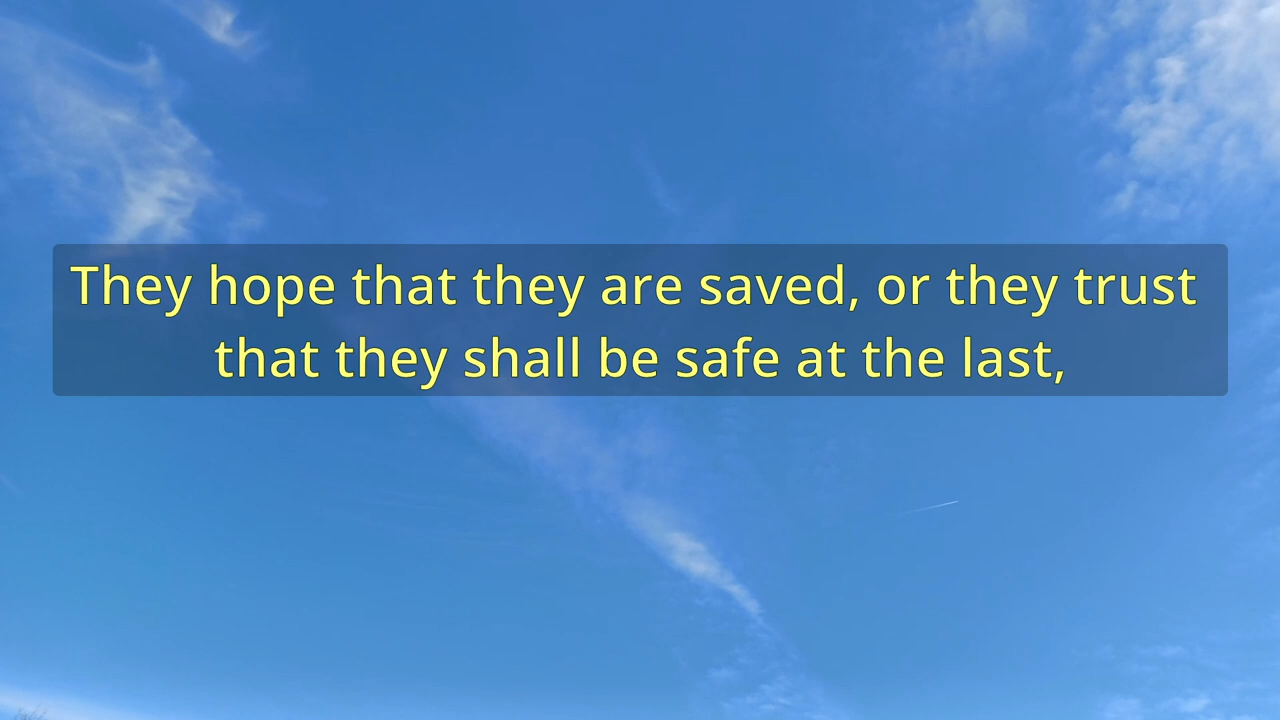 They hope that they are saved, or they trust
that they shall be safe at the last,